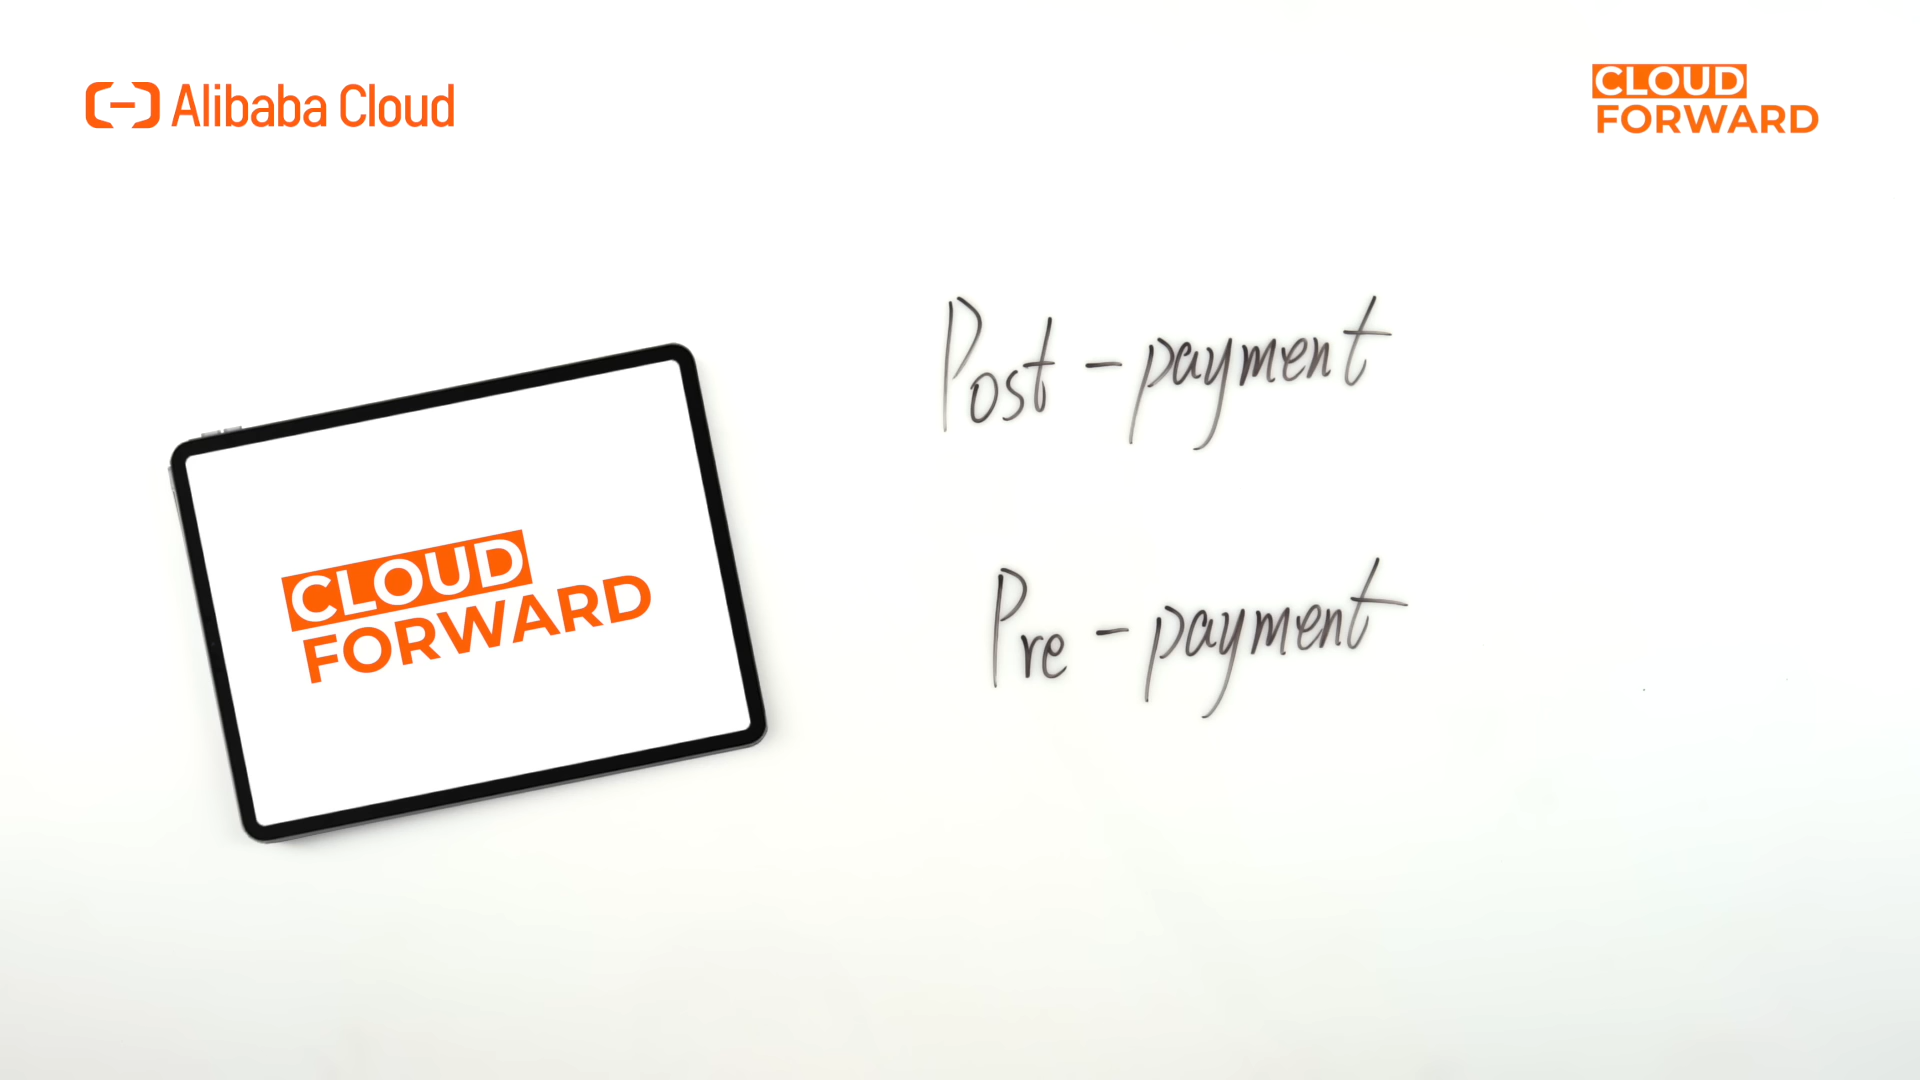 Alibaba Cloud
CLOUD
FORWARD
Post-payment
CLOUD
FORWARD
Pre-payment